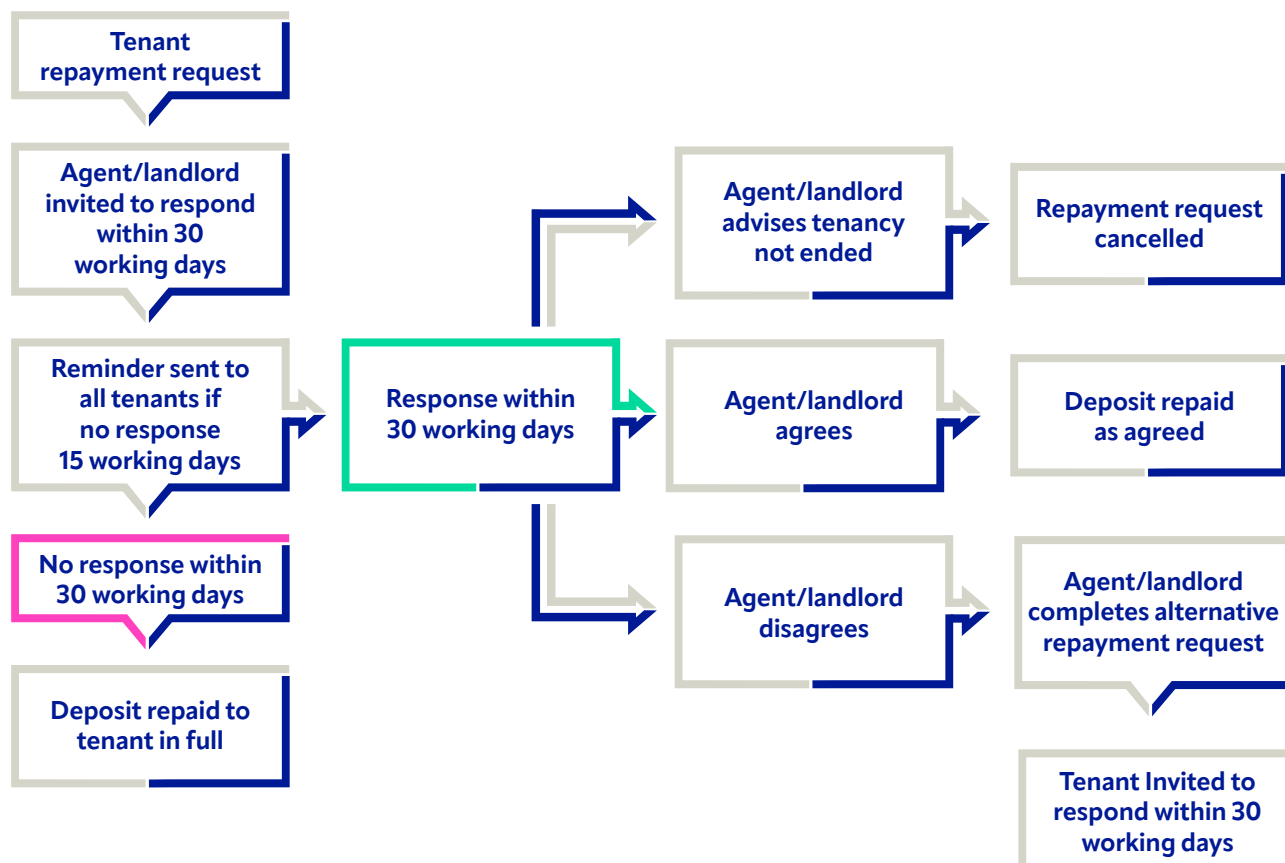 Tenant
repayment request
Agent/landlord
invited to respond
within 30
working days
Reminder sent to
all tenants if
no response
15 working days
No response within
30 working days
Deposit repaid to
tenant in full
Response within
30 working days
Agent/landlord
advises tenancy
not ended
Repayment request
cancelled
Agent/landlord
agrees
Deposit repaid
as agreed
Agent/landlord
disagrees
Agent/landlord
completes alternative
repayment request
Tenant Invited to
respond within 30
working days